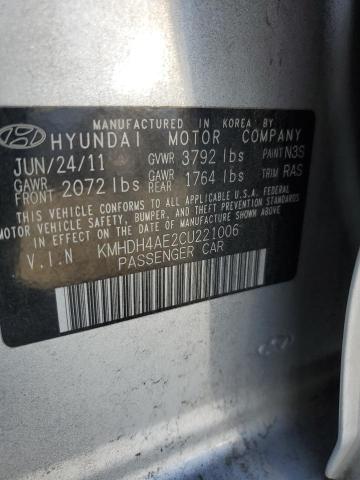 MANUFACTURED IN KOREA BY
HYUNDAI MOTOR COMPANY
JUN/24/11 GVWR 3792 lbs PAINT N3S
GAWR FRONT 2072 lbs GAWR REAR 1764 lbs TRIM RAS
THIS VEHICLE CONFORMS TO ALL APPLICABLE U.S.A. FEDERAL
MOTOR VEHICLE SAFETY, BUMPER, AND THEFT PREVENTION
STANDARDS IN EFFECT ON THE DATE OF MANUFACTURE SHOWN ABOVE.
V.I.N KMHDH4AE2CU221006
PASSENGER CAR